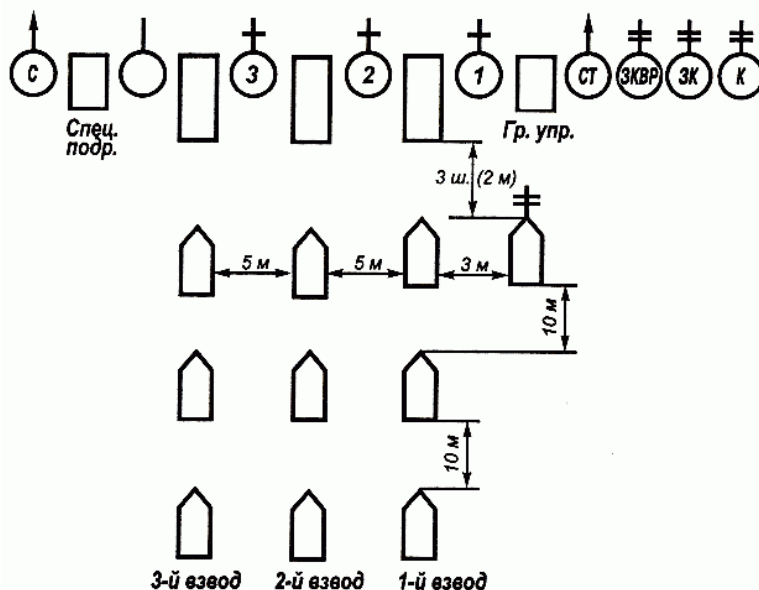 С 3 2 1 СТ ЗКВР ЗК К
Спец.
подр.
Гр. упр.
3 ш. (2 м)
5 м 5 м 3 м
10 м
10 м
3-й взвод 2-й взвод 1-й взвод